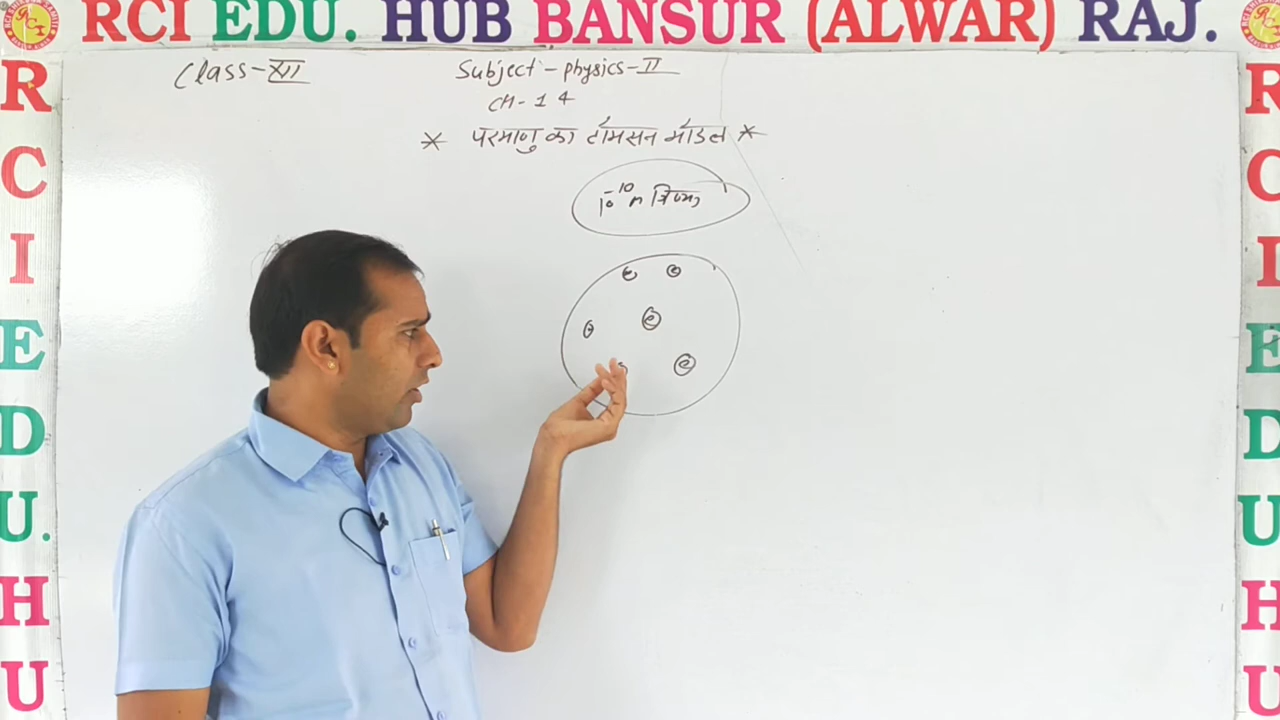 RCI EDU. HUB BANSUR (ALWAR) RAJ.
Class-XII
Subject-physics-II
CH-14
* परमाणु का टॉमसन मॉडल *
10⁻¹⁰ m त्रिज्या
e e
e e
e
R C I E D U. H U
R C I E D U. H U